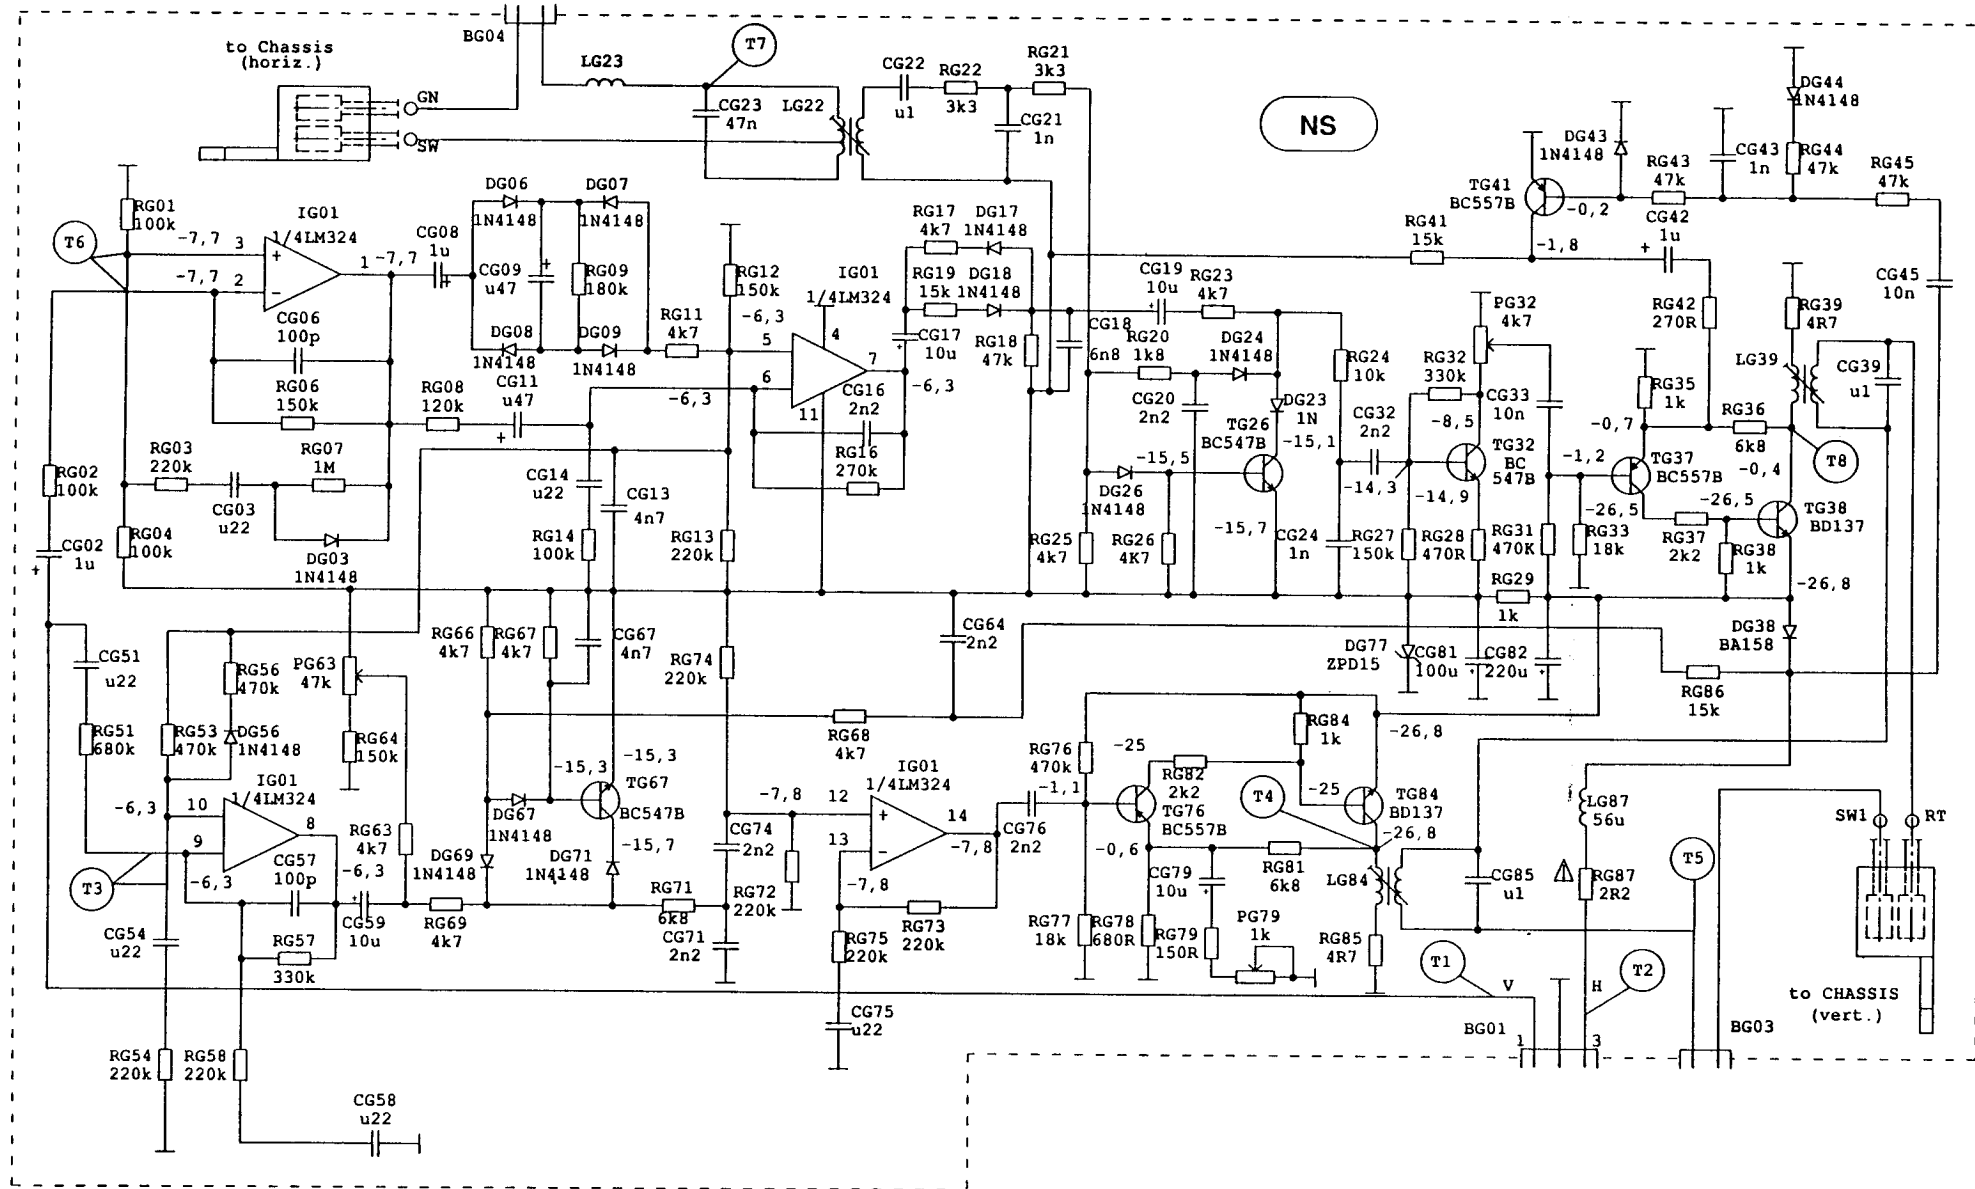 to Chassis
(horiz.)
BG04
LG23
T7
GN
SW
CG23
47n
LG22
CG22
u1
RG22
3k3
RG21
3k3
CG21
1n
NS
DG44
1N4148
DG43
1N4148
CG43
1n
RG44
47k
RG43
47k
RG45
47k
TG41
BC557B
-0,2
CG42
1u
RG41
15k
-1,8
CG45
10n
RG01
100k
T6
-7,7
3
-7,7
2
IG01
1/4LM324
+
−
1
-7,7
CG08
1u
+
DG06
1N4148
DG07
1N4148
CG09
u47
+
RG09
180k
DG08
1N4148
DG09
1N4148
RG11
4k7
RG12
150k
-6,3
5
6
-6,3
IG01
1/4LM324
4
7
11
-6,3
RG17
4k7
DG17
1N4148
RG19
15k
DG18
1N4148
CG17
10u
+
RG18
47k
CG18
6n8
CG19
10u
+
RG23
4k7
RG20
1k8
DG24
1N4148
CG20
2n2
DG23
1N
TG26
BC547B
-15,1
-15,5
DG26
1N4148
-15,7
RG25
4k7
RG26
4K7
CG24
1n
RG24
10k
CG32
2n2
-14,3
RG27
150k
PG32
4k7
RG32
330k
-8,5
TG32
BC
547B
-14,9
RG28
470R
CG33
10n
RG31
470K
RG29
1k
RG42
270R
+
RG35
1k
-0,7
-1,2
TG37
BC557B
-26,5
RG33
18k
RG36
6k8
-0,4
-26,5
RG37
2k2
RG38
1k
TG38
BD137
-26,8
RG39
4R7
LG39
CG39
u1
T8
CG06
100p
RG06
150k
RG08
120k
CG11
u47
+
CG16
2n2
RG16
270k
RG02
100k
RG03
220k
CG03
u22
RG07
1M
DG03
1N4148
RG04
100k
CG02
1u
+
CG14
u22
CG13
4n7
RG14
100k
RG13
220k
CG51
u22
RG51
680k
RG56
470k
RG53
470k
DG56
1N4148
PG63
47k
RG64
150k
RG66
4k7
RG67
4k7
CG67
4n7
RG74
220k
CG64
2n2
RG68
4k7
DG77
ZPD15
CG81
100u
+
CG82
220u
+
DG38
BA158
RG86
15k
-6,3
10
9
-6,3
IG01
1/4LM324
8
CG57
100p
RG57
330k
-6,3
CG59
10u
+
RG63
4k7
RG69
4k7
DG67
1N4148
DG69
1N4148
-15,3
-15,3
TG67
BC547B
-15,7
DG71
1N4148
RG71
6k8
CG74
2n2
RG72
220k
CG71
2n2
-7,8
12
13
-7,8
IG01
1/4LM324
+
−
14
-7,8
CG76
2n2
RG73
220k
RG75
220k
CG75
u22
RG76
470k
-1,1
-25
RG82
2k2
TG76
BC557B
-0,6
RG84
1k
-26,8
-25
TG84
BD137
-26,8
T4
RG81
6k8
CG79
10u
+
RG77
18k
RG78
680R
RG79
150R
PG79
1k
LG84
RG85
4R7
CG85
u1
LG87
56u
RG87
2R2
T5
SW1
RT
T3
CG54
u22
RG54
220k
RG58
220k
CG58
u22
T1
V
H
T2
BG01
1
3
BG03
to CHASSIS
(vert.)